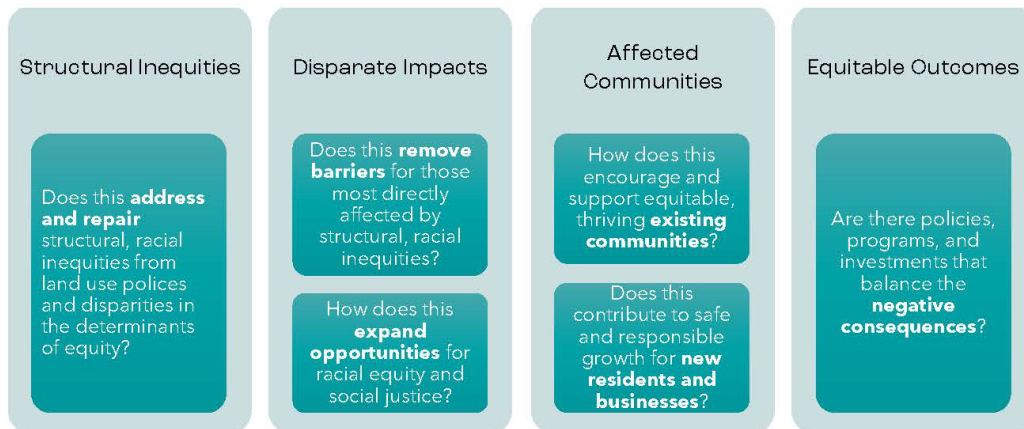 Structural Inequities
Does this address
and repair
structural, racial
inequities from
land use polices
and disparities in
the determinants
of equity?
Disparate Impacts
Does this remove
barriers for those
most directly
affected by
structural, racial
inequities?
How does this
expand
opportunities for
racial equity and
social justice?
Affected
Communities
How does this
encourage and
support equitable,
thriving existing
communities?
Does this
contribute to safe
and responsible
growth for new
residents and
businesses?
Equitable Outcomes
Are there policies,
programs, and
investments that
balance the
negative
consequences?